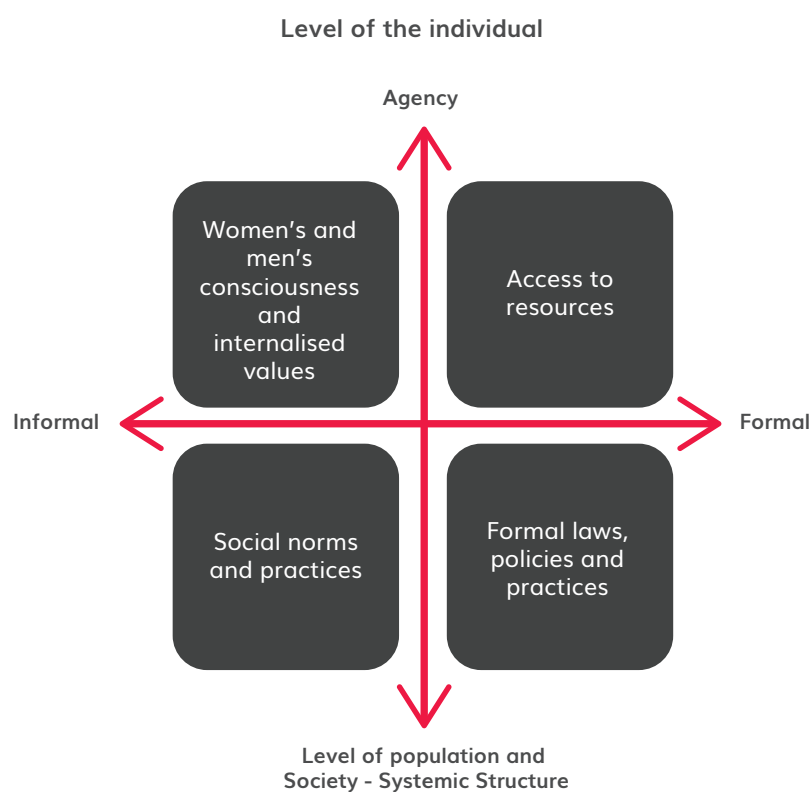 Level of the individual
Agency
Women's and
men's
consciousness
and
internalised
values
Access to
resources
Informal
Formal
Social norms
and practices
Formal laws,
policies and
practices
Level of population and
Society - Systemic Structure